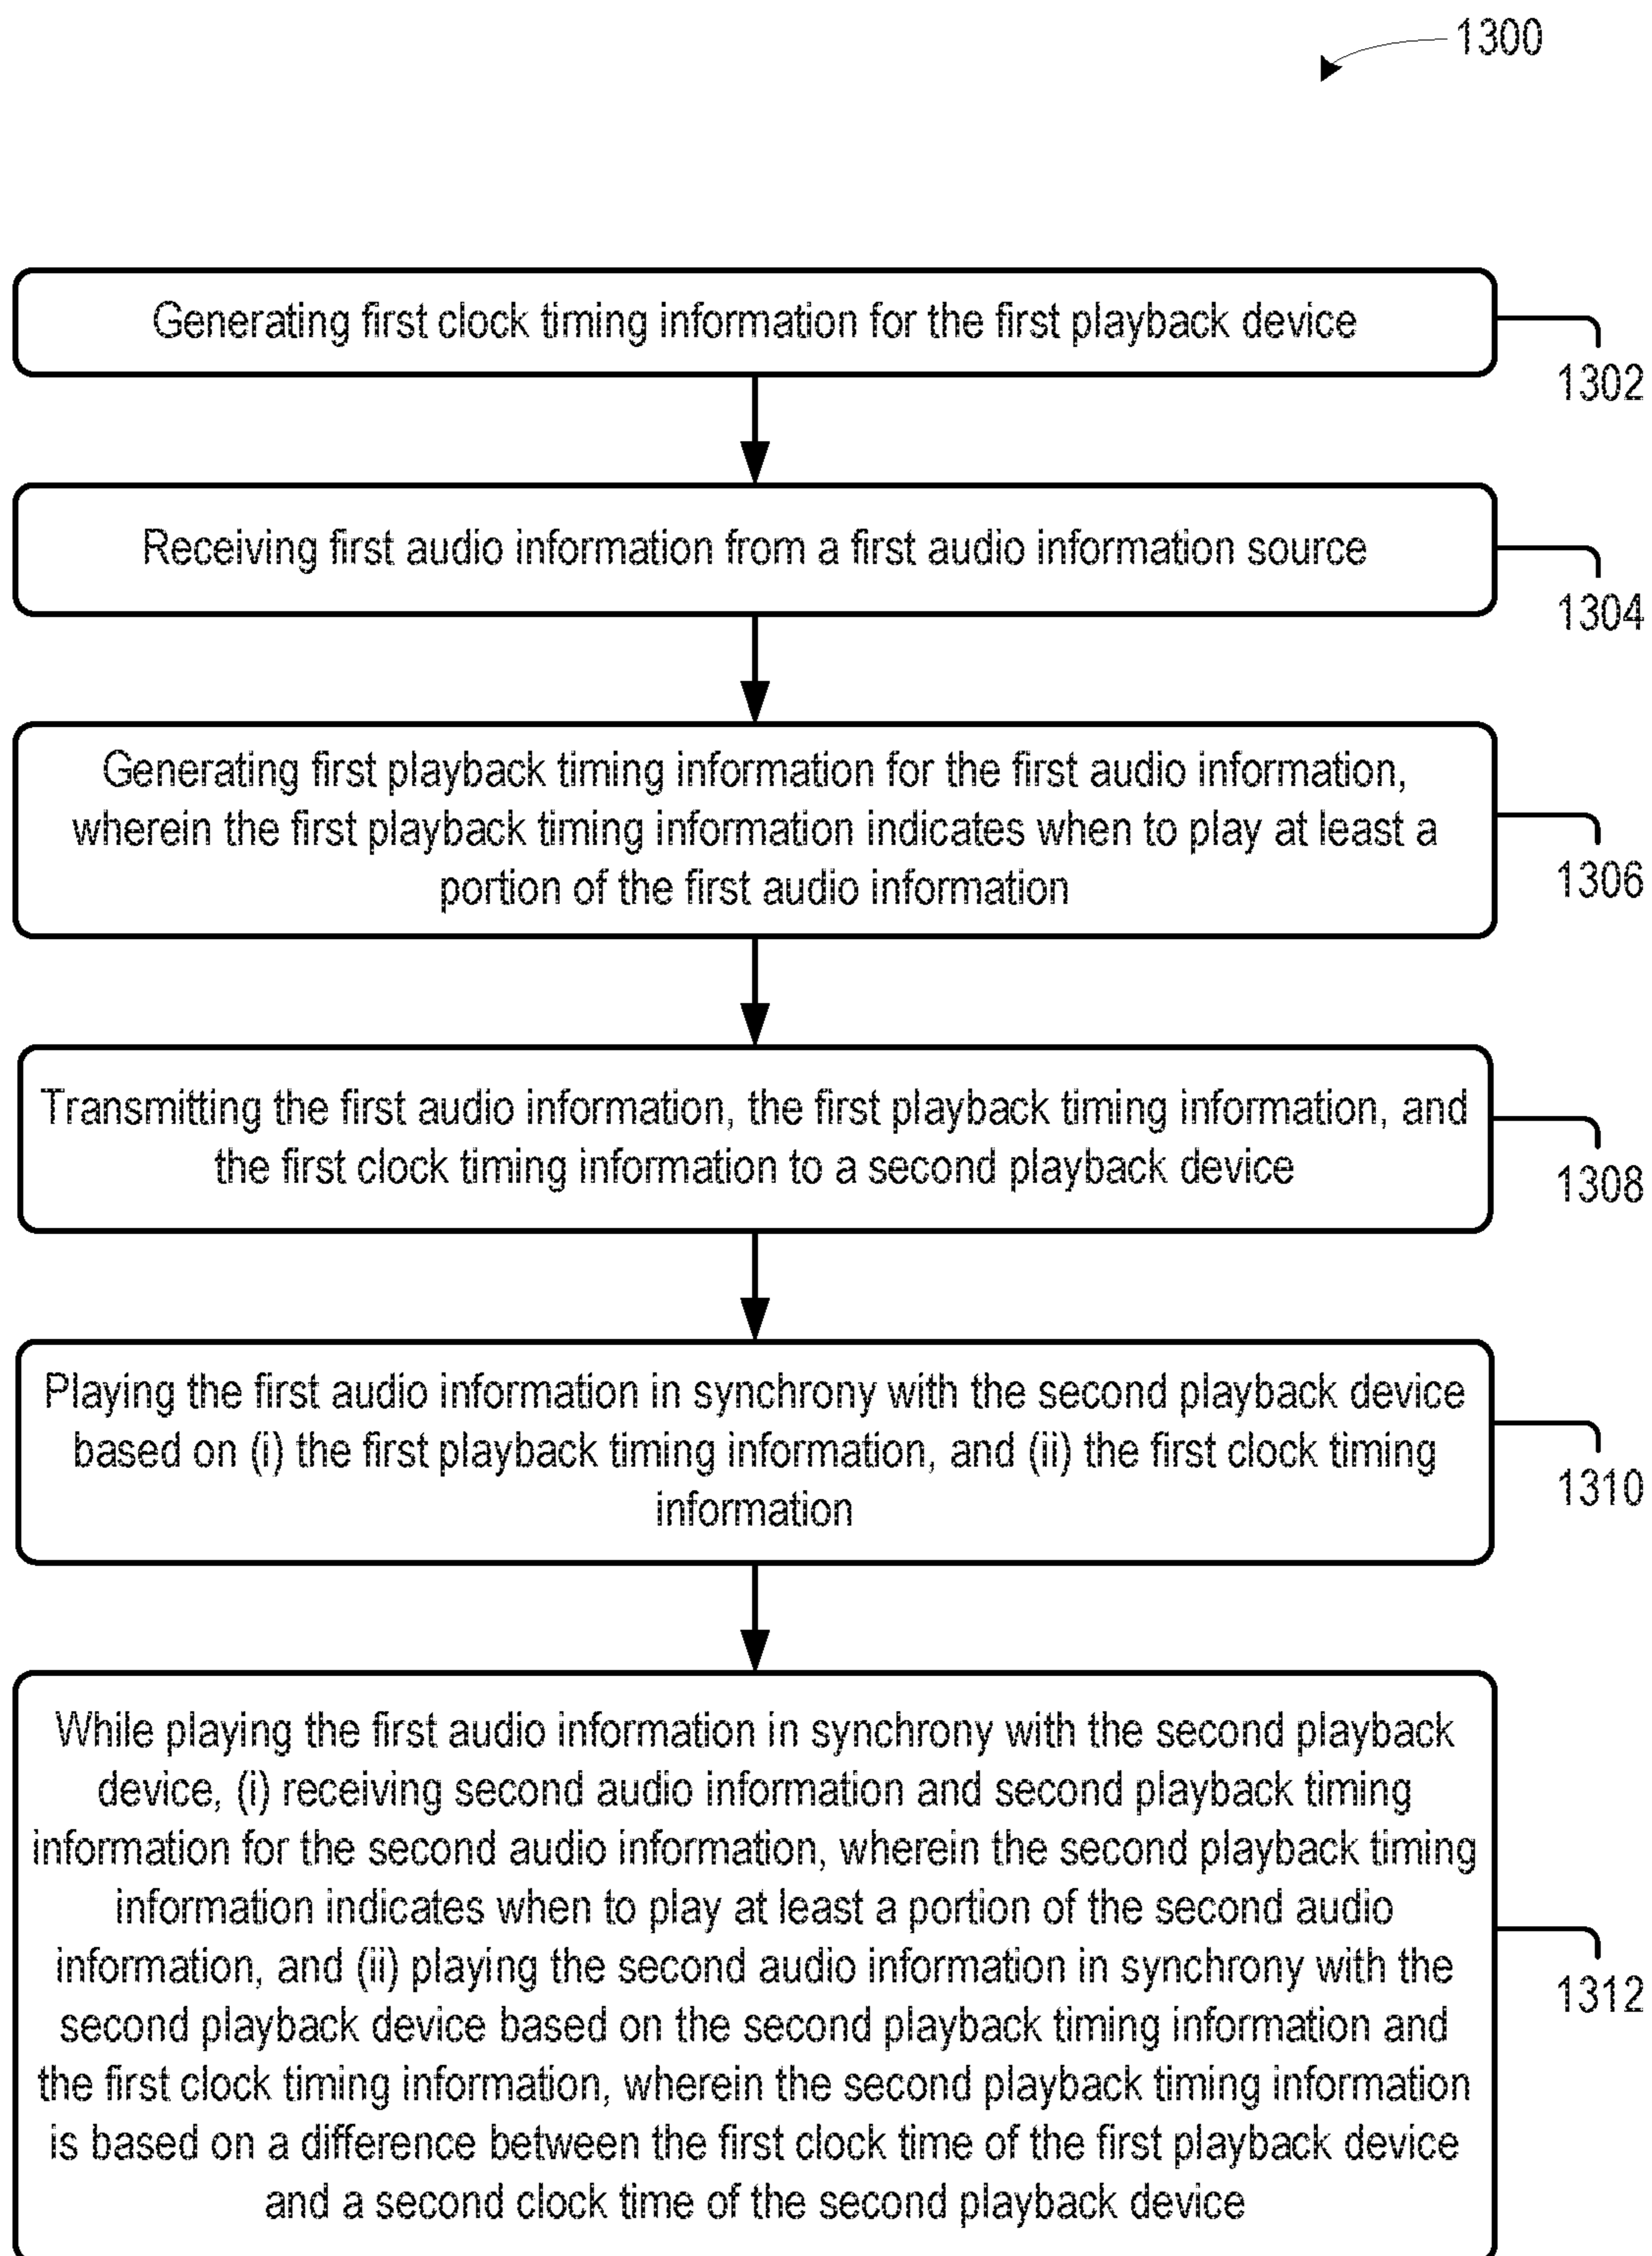 1300
Generating first clock timing information for the first playback device
1302
Receiving first audio information from a first audio information source
1304
Generating first playback timing information for the first audio information,
wherein the first playback timing information indicates when to play at least a
portion of the first audio information
1306
Transmitting the first audio information, the first playback timing information, and
the first clock timing information to a second playback device
1308
Playing the first audio information in synchrony with the second playback device
based on (i) the first playback timing information, and (ii) the first clock timing
information
1310
While playing the first audio information in synchrony with the second playback
device, (i) receiving second audio information and second playback timing
information for the second audio information, wherein the second playback timing
information indicates when to play at least a portion of the second audio
information, and (ii) playing the second audio information in synchrony with the
second playback device based on the second playback timing information and
the first clock timing information, wherein the second playback timing information
is based on a difference between the first clock time of the first playback device
and a second clock time of the second playback device
1312